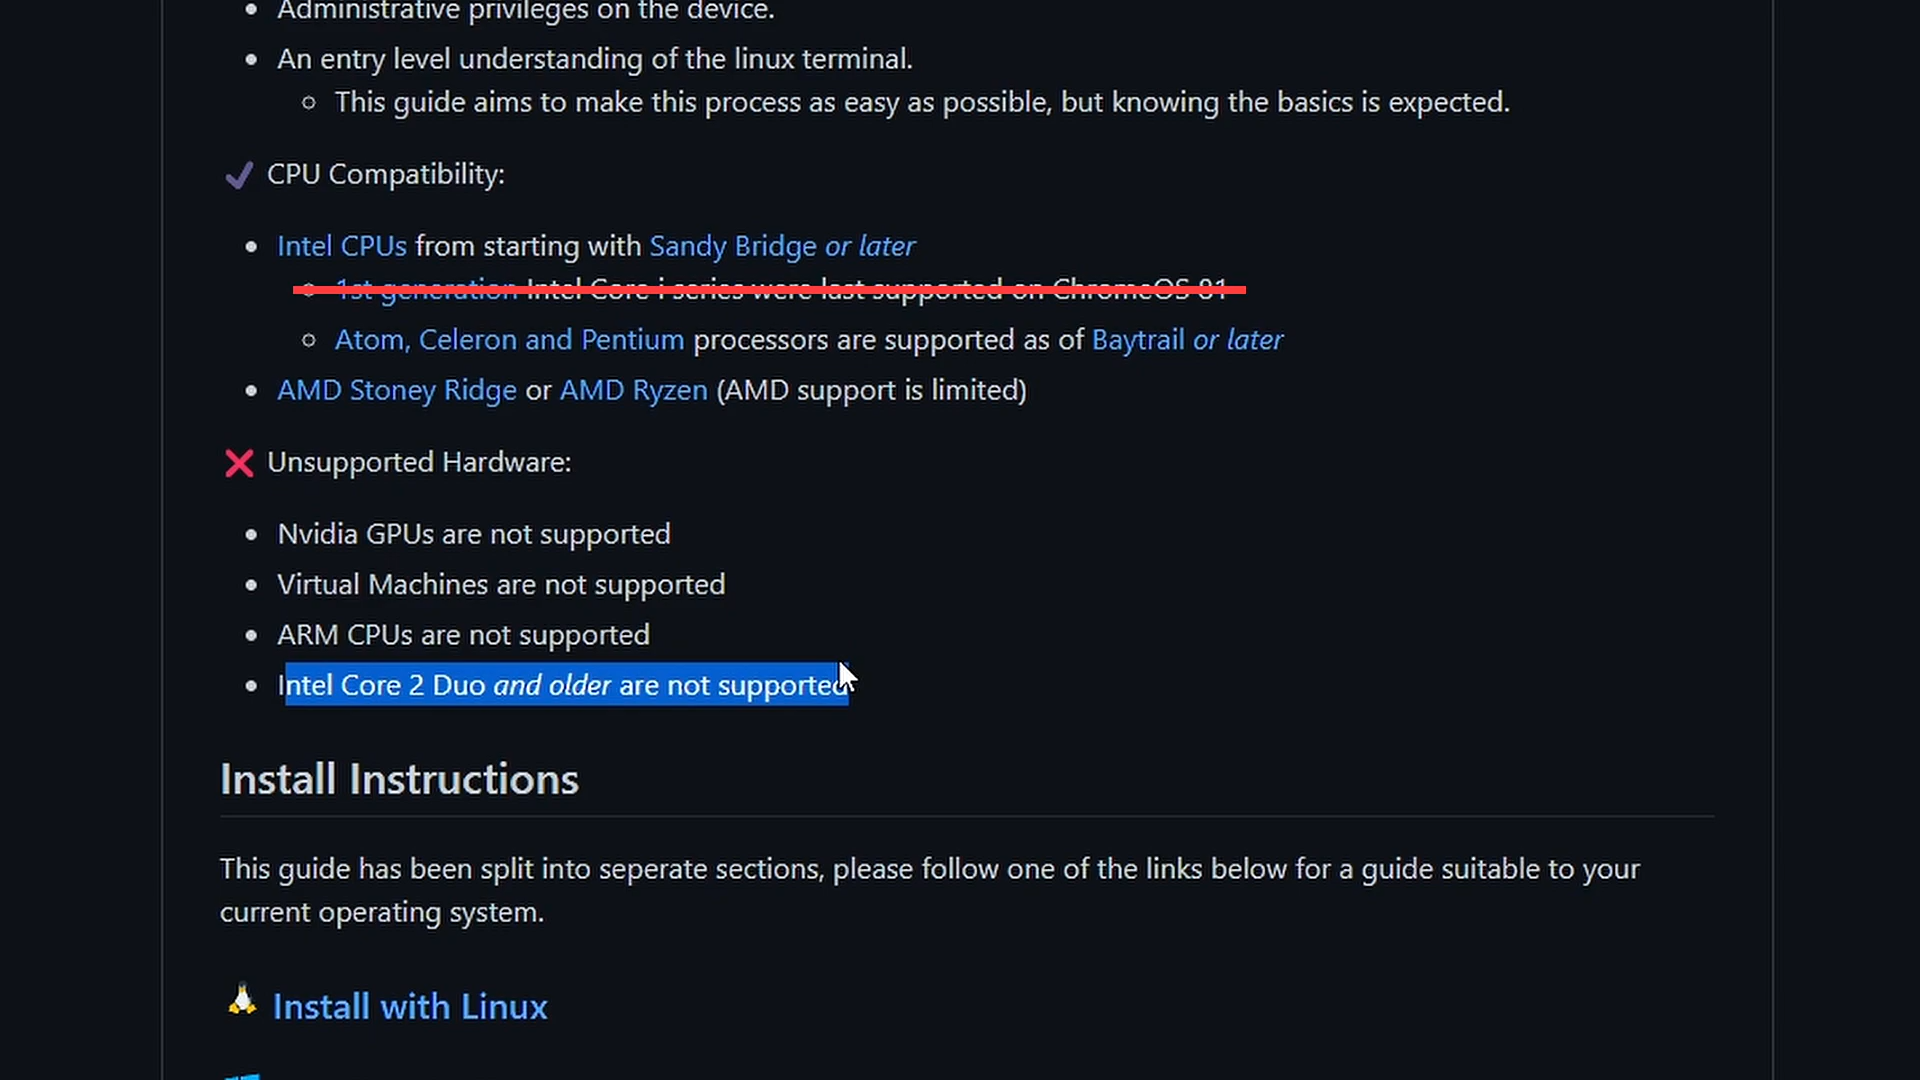 Administrative privileges on the device.
An entry level understanding of the linux terminal.
This guide aims to make this process as easy as possible, but knowing the basics is expected.
CPU Compatibility:
Intel CPUs from starting with Sandy Bridge or later
1st generation Intel Core i series were last supported on ChromeOS 81
Atom, Celeron and Pentium processors are supported as of Baytrail or later
AMD Stoney Ridge or AMD Ryzen (AMD support is limited)
Unsupported Hardware:
Nvidia GPUs are not supported
Virtual Machines are not supported
ARM CPUs are not supported
Intel Core 2 Duo and older are not supported
Install Instructions
This guide has been split into seperate sections, please follow one of the links below for a guide suitable to your
current operating system.
Install with Linux